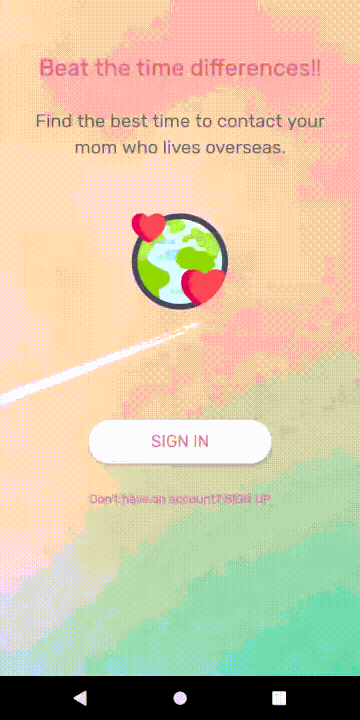 Beat the time differences!!
Find the best time to contact your
mom who lives overseas.
SIGN IN
Don't have an account? SIGN UP